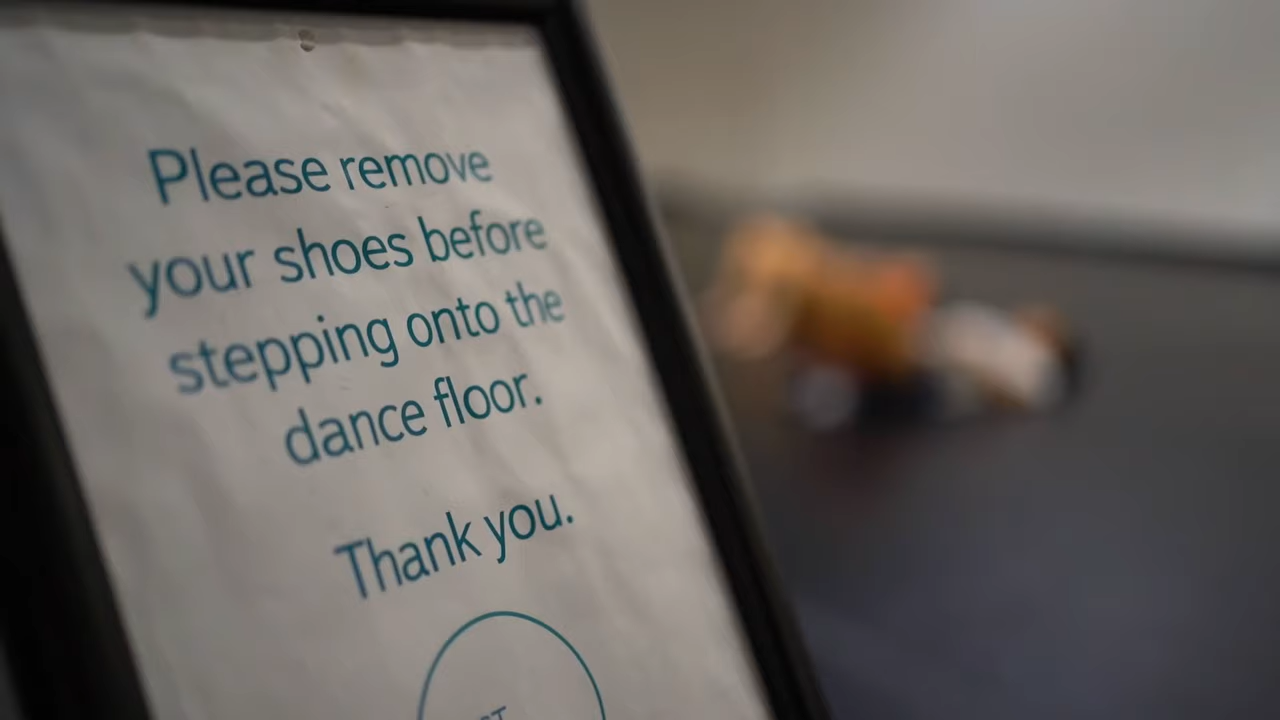 Please remove
your shoes before
stepping onto the
dance floor.
Thank you.